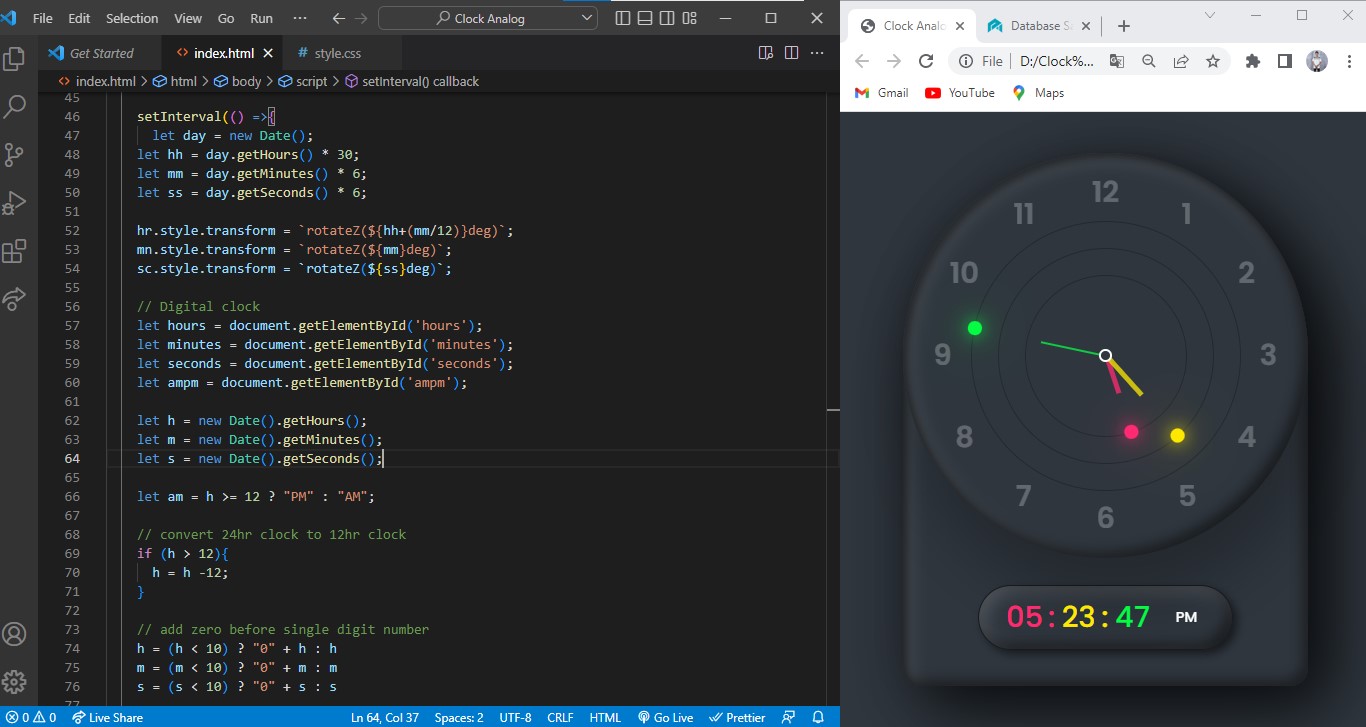 File Edit Selection View Go Run ··· Clock Analog
Get Started index.html # style.css
index.html > html > body > script > setInterval() callback
45
46 setInterval(() =>{
47 let day = new Date();
48 let hh = day.getHours() * 30;
49 let mm = day.getMinutes() * 6;
50 let ss = day.getSeconds() * 6;
51
52 hr.style.transform = `rotateZ(${hh+(mm/12)}deg)`;
53 mn.style.transform = `rotateZ(${mm}deg)`;
54 sc.style.transform = `rotateZ(${ss}deg)`;
55
56 // Digital clock
57 let hours = document.getElementById('hours');
58 let minutes = document.getElementById('minutes');
59 let seconds = document.getElementById('seconds');
60 let ampm = document.getElementById('ampm');
61
62 let h = new Date().getHours();
63 let m = new Date().getMinutes();
64 let s = new Date().getSeconds();
65
66 let am = h >= 12 ? "PM" : "AM";
67
68 // convert 24hr clock to 12hr clock
69 if (h > 12){
70 h = h -12;
71 }
72
73 // add zero before single digit number
74 h = (h < 10) ? "0" + h : h
75 m = (m < 10) ? "0" + m : m
76 s = (s < 10) ? "0" + s : s
77
0 0 Live Share Ln 64, Col 37 Spaces: 2 UTF-8 CRLF HTML Go Live Prettier
Clock Analo Database S
File D:/Clock%...
Gmail YouTube Maps
12
11 1
10 2
9 3
8 4
7 5
6
05 : 23 : 47 PM